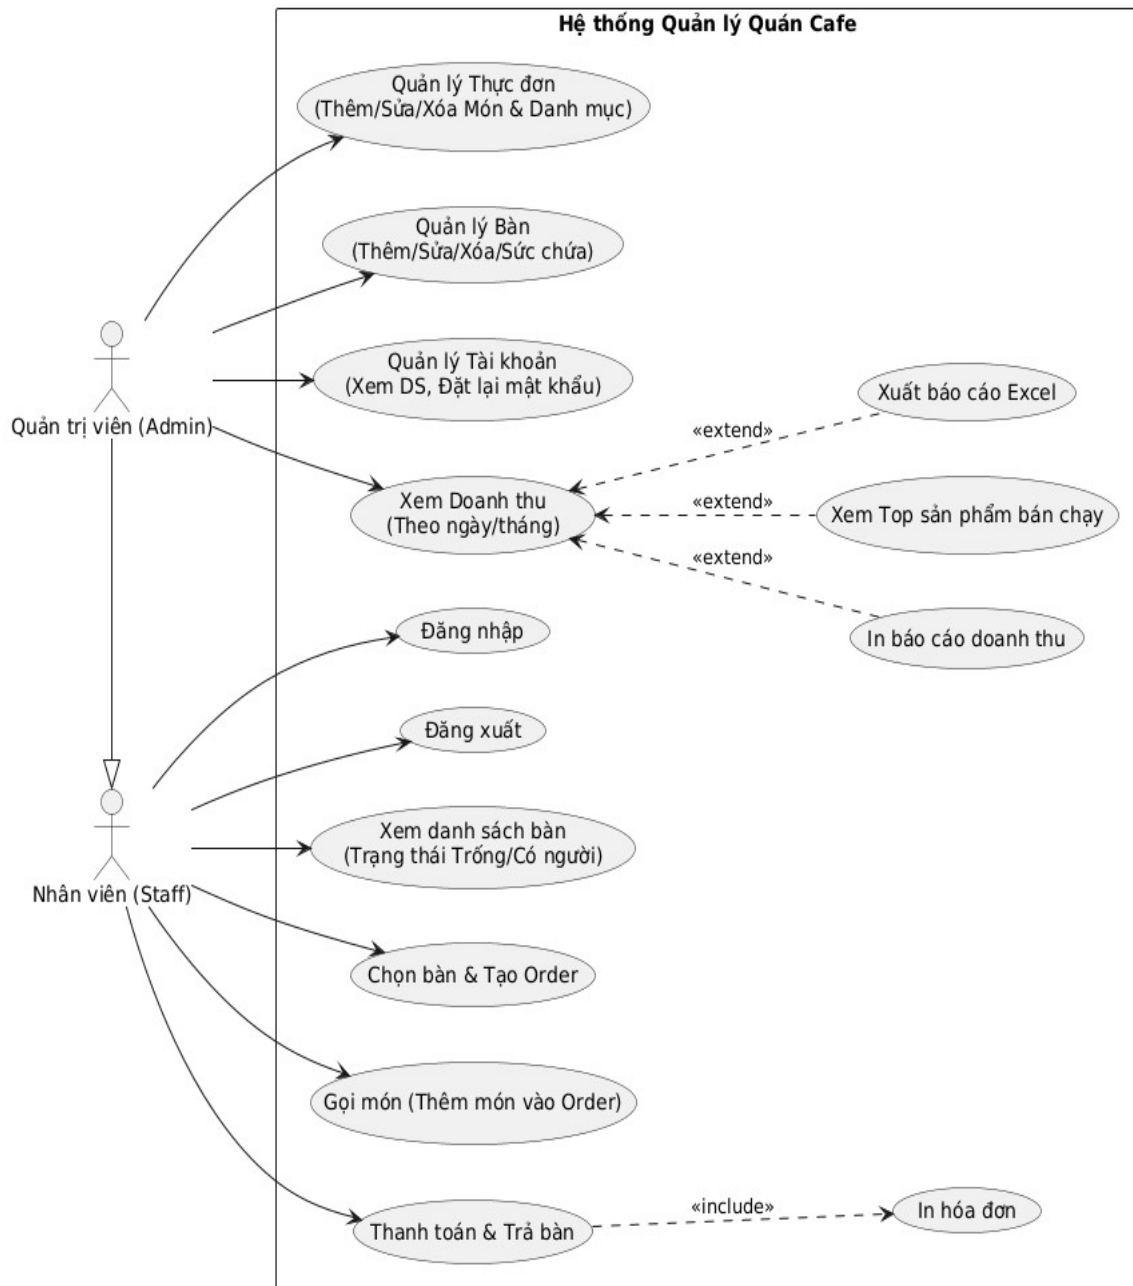 Hệ thống Quản lý Quán Cafe
Quản lý Thực đơn
(Thêm/Sửa/Xóa Món & Danh mục)
Quản lý Bàn
(Thêm/Sửa/Xóa/Sức chứa)
Quản lý Tài khoản
(Xem DS, Đặt lại mật khẩu)
Quản trị viên (Admin)
Xuất báo cáo Excel
«extend»
Xem Doanh thu
(Theo ngày/tháng)
«extend»
Xem Top sản phẩm bán chạy
«extend»
In báo cáo doanh thu
Đăng nhập
Đăng xuất
Xem danh sách bàn
(Trạng thái Trống/Có người)
Nhân viên (Staff)
Chọn bàn & Tạo Order
Gọi món (Thêm món vào Order)
Thanh toán & Trả bàn
«include»
In hóa đơn